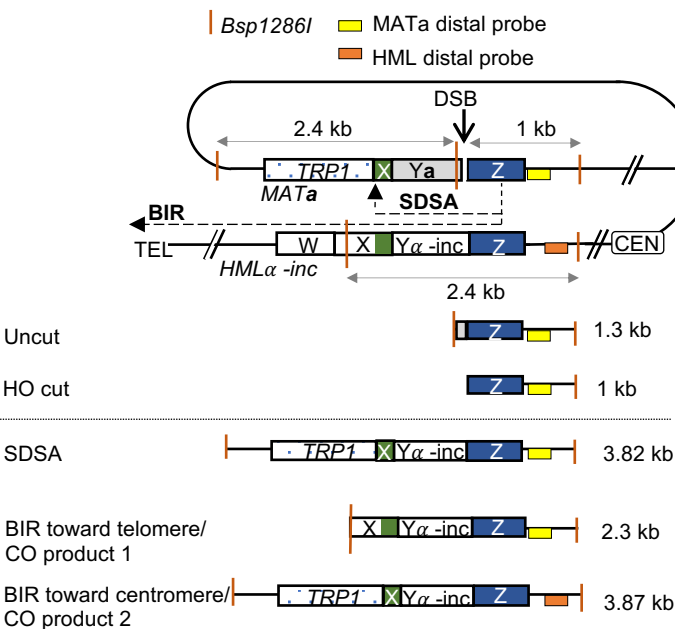 Bsp1286I MATa distal probe
HML distal probe
DSB
2.4 kb 1 kb
TRP1 X Ya Z
MATa
SDSA
BIR
TEL W X Yα -inc Z CEN
HMLα -inc
2.4 kb
Uncut Z 1.3 kb
HO cut Z 1 kb
SDSA TRP1 X Yα -inc Z 3.82 kb
BIR toward telomere/ X Yα -inc Z 2.3 kb
CO product 1
BIR toward centromere/ TRP1 X Yα -inc Z 3.87 kb
CO product 2